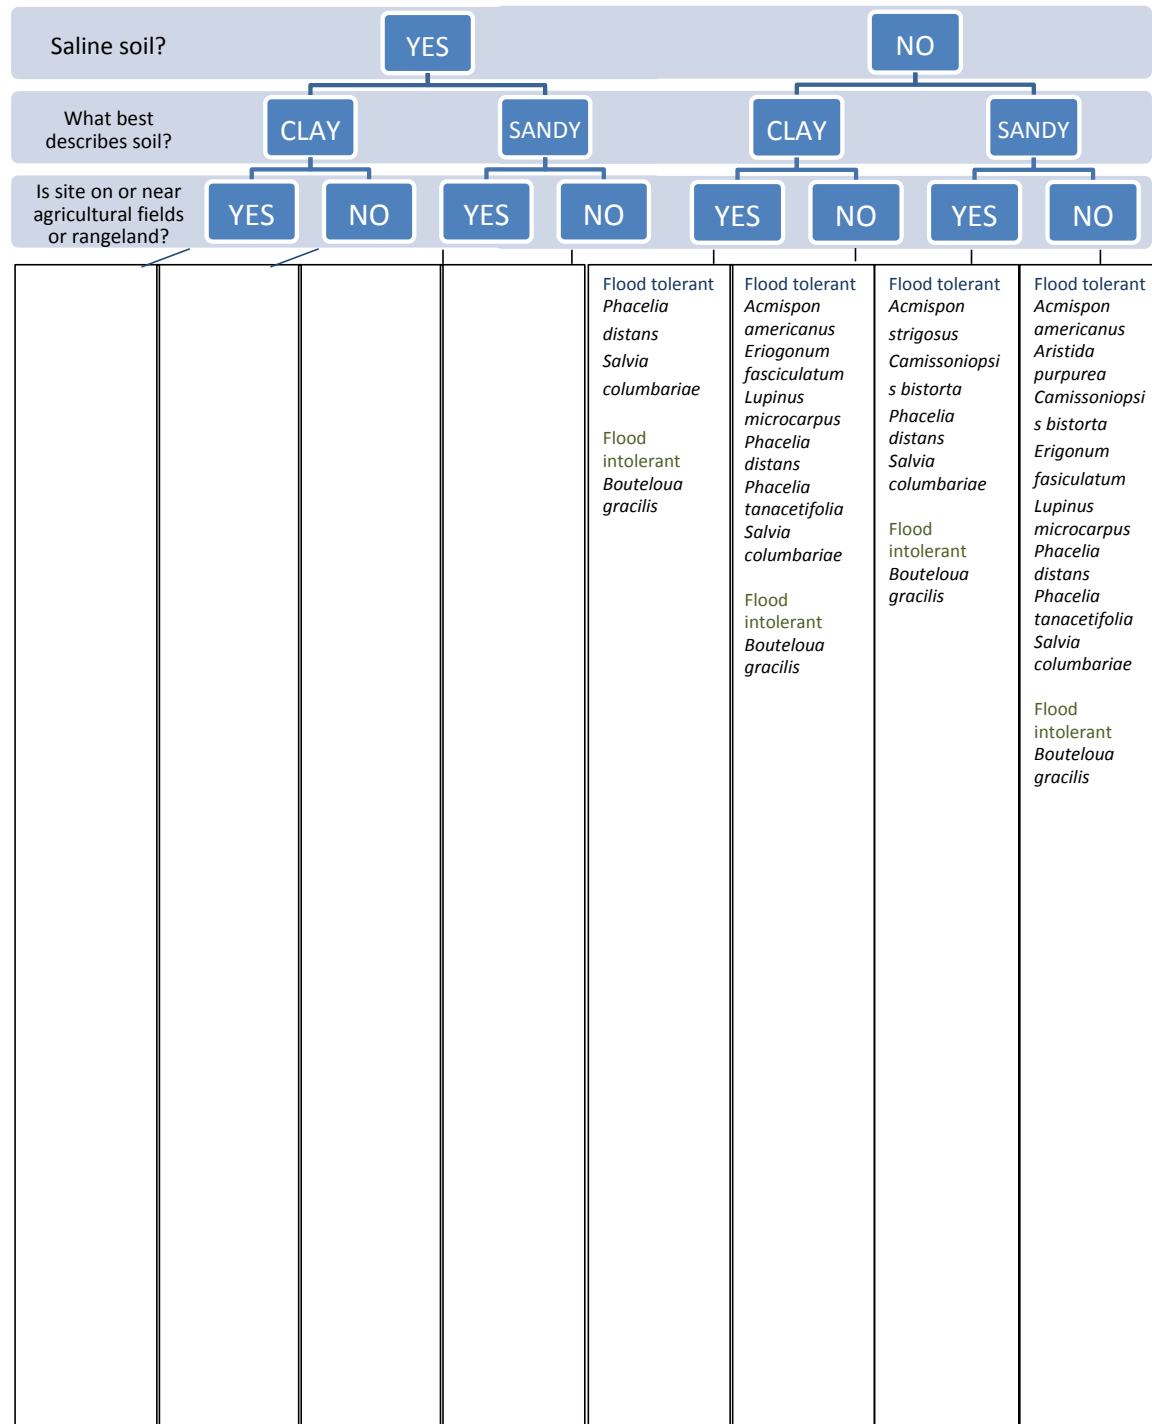 Saline soil?
YES
NO
What best
describes soil?
CLAY
SANDY
CLAY
SANDY
Is site on or near
agricultural fields
or rangeland?
YES
NO
YES
NO
YES
NO
YES
NO
Flood tolerant
Phacelia
distans
Salvia
columbariae
Flood
intolerant
Bouteloua
gracilis
Flood tolerant
Acmispon
americanus
Eriogonum
fasciculatum
Lupinus
microcarpus
Phacelia
distans
Phacelia
tanacetifolia
Salvia
columbariae
Flood
intolerant
Bouteloua
gracilis
Flood tolerant
Acmispon
strigosus
Camissoniopsi
s bistorta
Phacelia
distans
Salvia
columbariae
Flood
intolerant
Bouteloua
gracilis
Flood tolerant
Acmispon
americanus
Aristida
purpurea
Camissoniopsi
s bistorta
Erigonum
fasiculatum
Lupinus
microcarpus
Phacelia
distans
Phacelia
tanacetifolia
Salvia
columbariae
Flood
intolerant
Bouteloua
gracilis